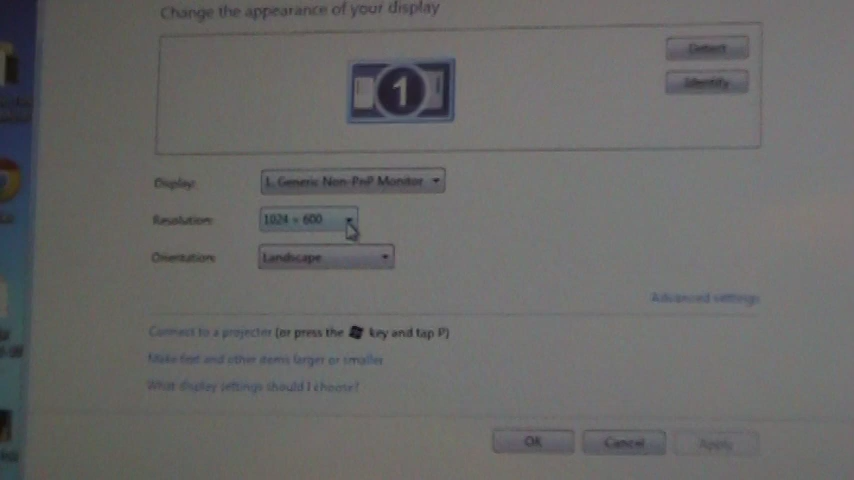 Change the appearance of your display
Detect
1
Identify
Display: 1. Generic Non-PnP Monitor
Resolution: 1024 × 600
Orientation: Landscape
Advanced settings
Connect to a projector (or press the key and tap P)
Make text and other items larger or smaller
What display settings should I choose?
OK Cancel Apply